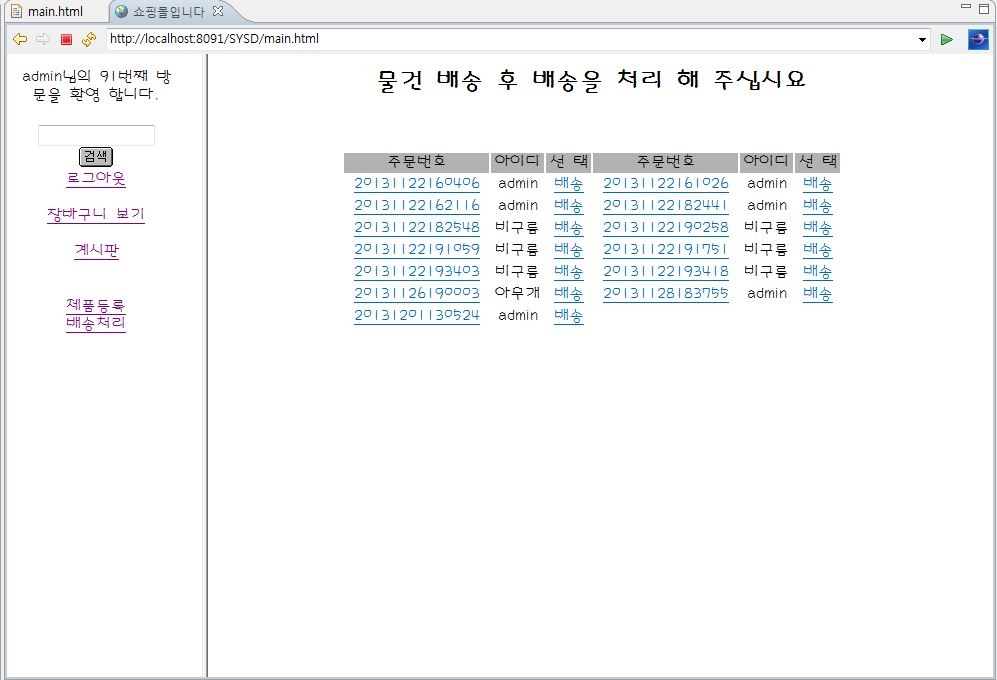 main.html 쇼핑몰입니다
http://localhost:8091/SYSD/main.html
admin님의 91번째 방
문을 환영 합니다.
검색
로그아웃
장바구니 보기
게시판
제품등록
배송처리
물건 배송 후 배송을 처리 해 주십시요
주문번호 아이디 선 택 주문번호 아이디 선 택
20131122160406 admin 배송 20131122161026 admin 배송
20131122162116 admin 배송 20131122182441 admin 배송
20131122182548 비구름 배송 20131122190258 비구름 배송
20131122191059 비구름 배송 20131122191751 비구름 배송
20131122193403 비구름 배송 20131122193418 비구름 배송
20131126190003 아우개 배송 20131128183755 admin 배송
20131201130524 admin 배송